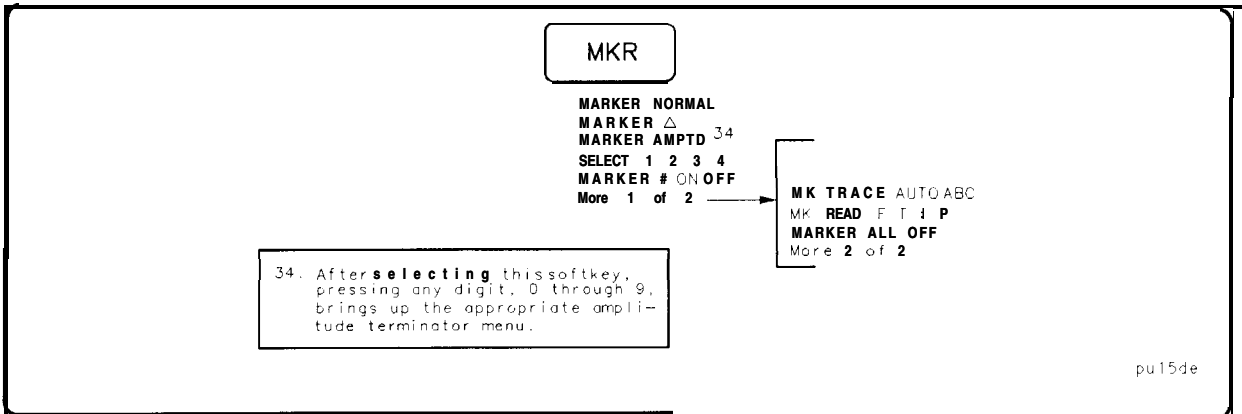 MKR
MARKER NORMAL
MARKER △
MARKER AMPTD 34
SELECT 1 2 3 4
MARKER # ON OFF
More 1 of 2
MK TRACE AUTO ABC
MK READ F T I P
MARKER ALL OFF
More 2 of 2
34. After selecting this softkey,
pressing any digit, 0 through 9,
brings up the appropriate ampli-
tude terminator menu.
pu15de